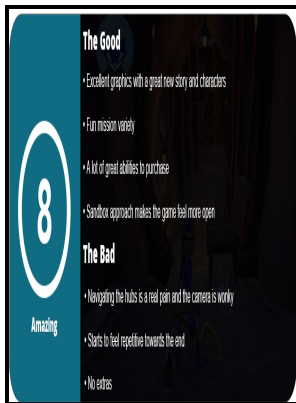 8
Amazing
The Good
• Excellent graphics with a great new story and characters
• Fun mission variety
• A lot of great abilities to purchase
• Sandbox approach makes the game feel more open
The Bad
• Navigating the hubs is a real pain and the camera is wonky
• Starts to feel repetitive towards the end
• No extras